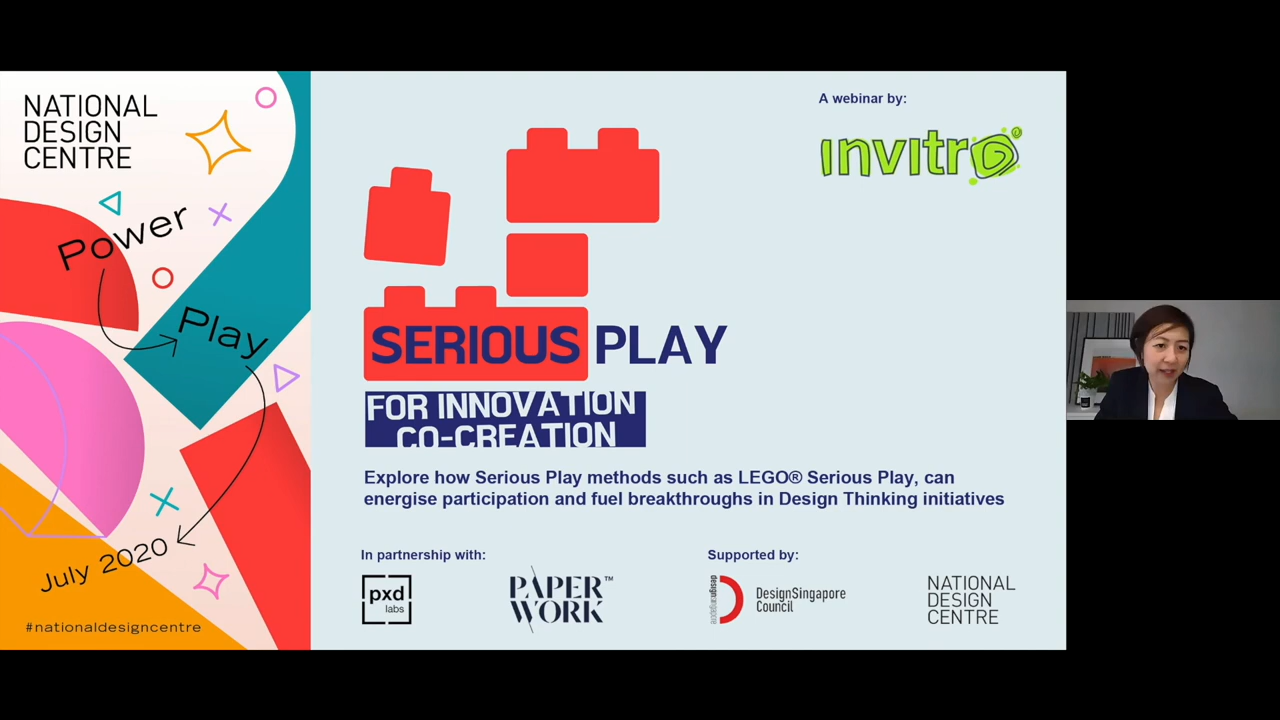 NATIONAL
DESIGN
CENTRE
Power
Play
July 2020
#nationaldesigncentre
A webinar by:
invitro
SERIOUS PLAY
FOR INNOVATION
CO-CREATION
Explore how Serious Play methods such as LEGO® Serious Play, can
energise participation and fuel breakthroughs in Design Thinking initiatives
In partnership with:
pxd
labs
PAPER™
WORK
Supported by:
designsingapore
DesignSingapore
Council
NATIONAL
DESIGN
CENTRE